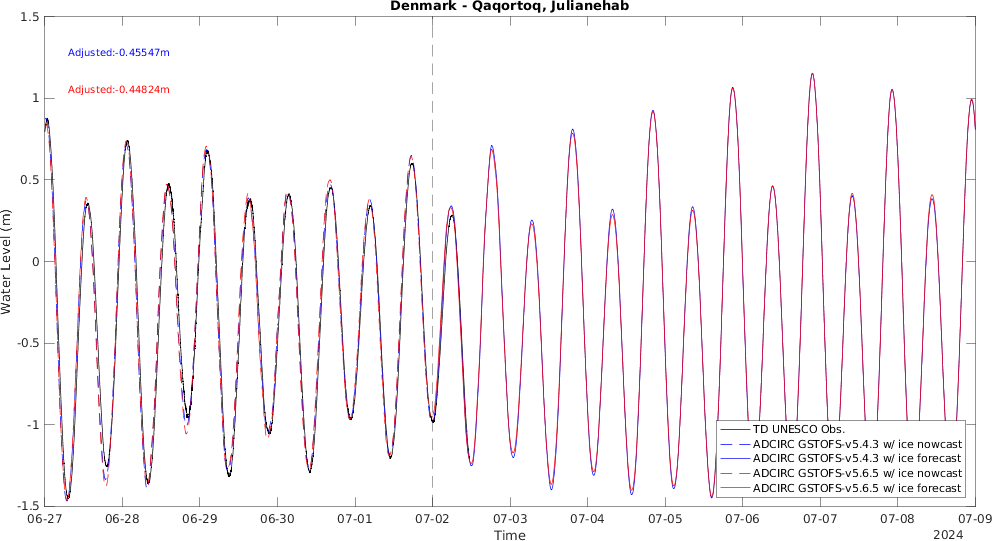 Denmark - Qaqortoq, Julianehab
1.5
1
0.5
0
-0.5
-1
-1.5
Water Level (m)
Adjusted:-0.45547m
Adjusted:-0.44824m
TD UNESCO Obs.
ADCIRC GSTOFS-v5.4.3 w/ ice nowcast
ADCIRC GSTOFS-v5.4.3 w/ ice forecast
ADCIRC GSTOFS-v5.6.5 w/ ice nowcast
ADCIRC GSTOFS-v5.6.5 w/ ice forecast
06-27 06-28 06-29 06-30 07-01 07-02 07-03 07-04 07-05 07-06 07-07 07-08 07-09
Time
2024